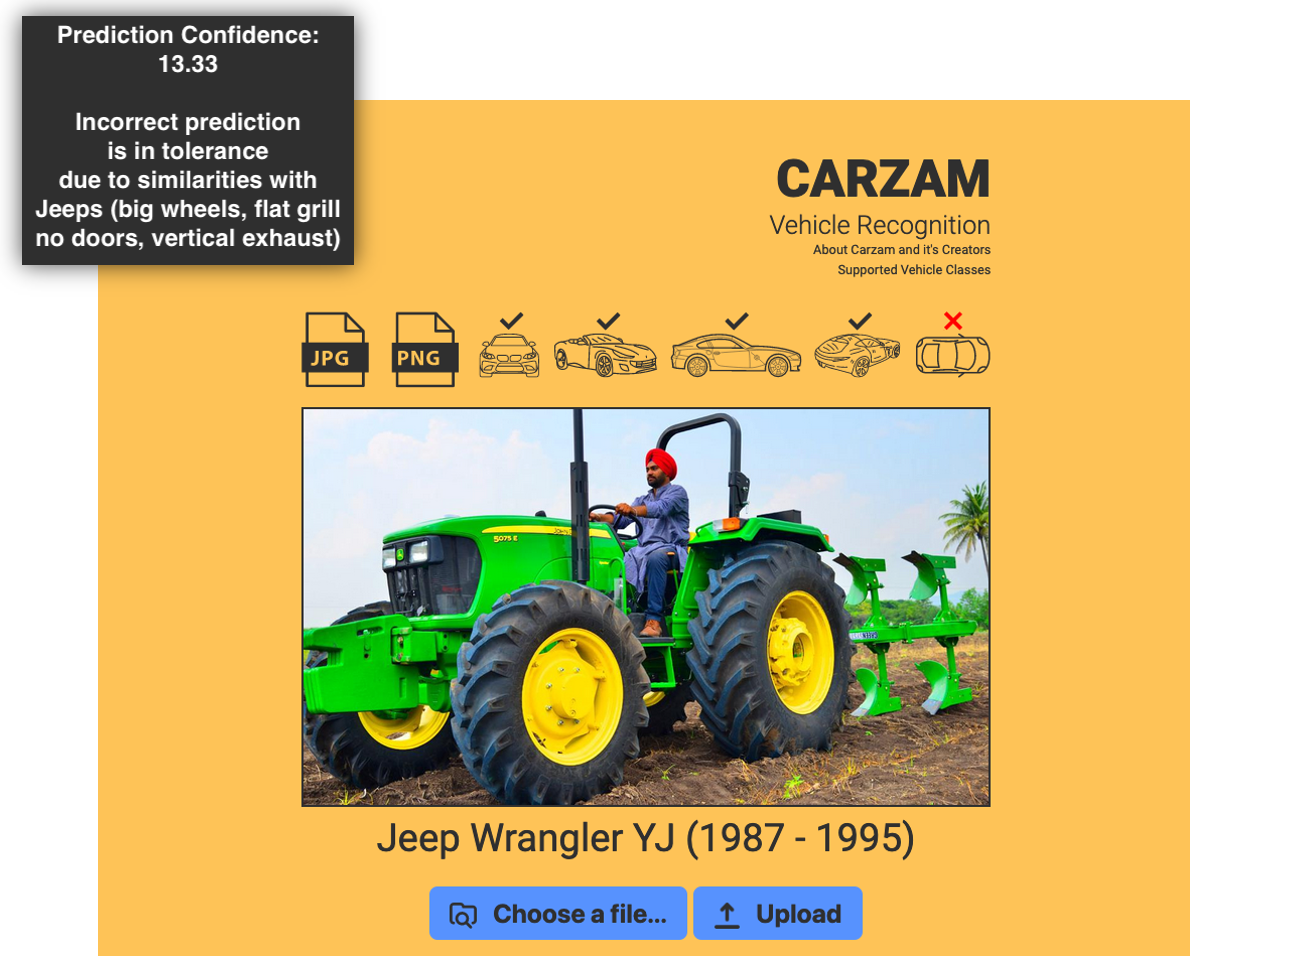 Prediction Confidence:
13.33
Incorrect prediction
is in tolerance
due to similarities with
Jeeps (big wheels, flat grill
no doors, vertical exhaust)
CARZAM
Vehicle Recognition
About Carzam and it's Creators
Supported Vehicle Classes
JPG
PNG
5075 E
Jeep Wrangler YJ (1987 - 1995)
Choose a file...
Upload